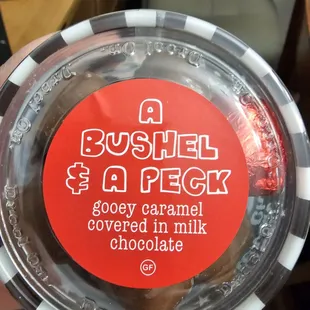 A
BUSHEL
& A PECK
gooey caramel
covered in milk
chocolate
GF